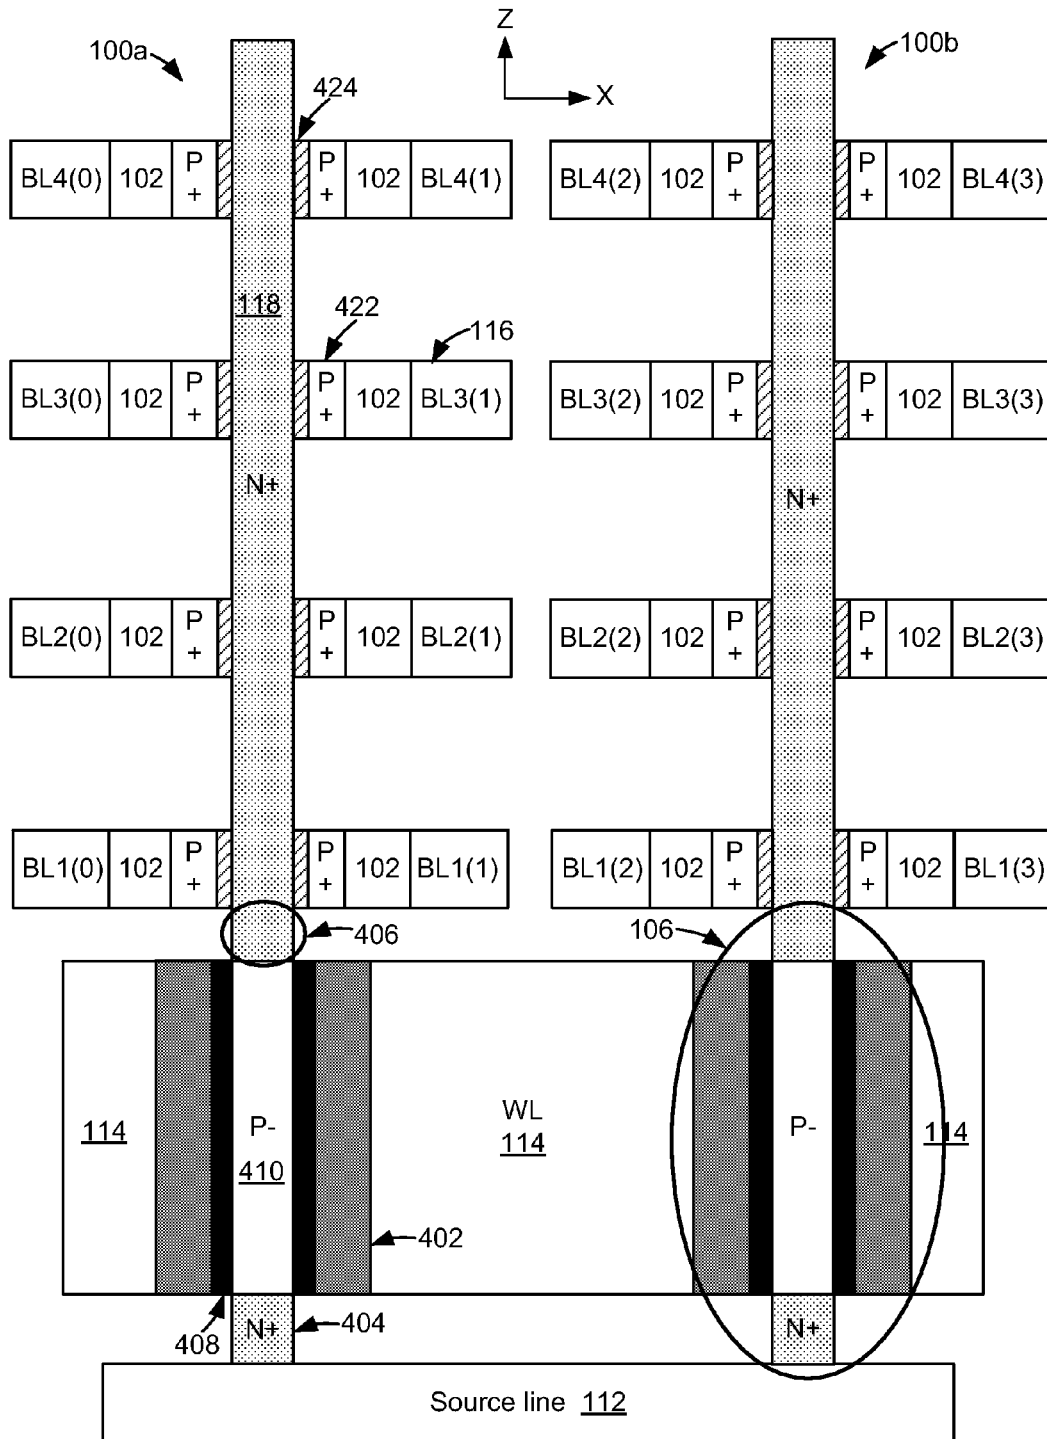 Z
100a
100b
X
424
BL4(0) 102 P + P + 102 BL4(1) BL4(2) 102 P + P + 102 BL4(3)
118
422
116
BL3(0) 102 P + P + 102 BL3(1) BL3(2) 102 P + P + 102 BL3(3)
N+ N+
BL2(0) 102 P + P + 102 BL2(1) BL2(2) 102 P + P + 102 BL2(3)
BL1(0) 102 P + P + 102 BL1(1) BL1(2) 102 P + P + 102 BL1(3)
406
106
WL
114 P- 114 P- 114
410
402
408
N+ 404 N+
Source line 112